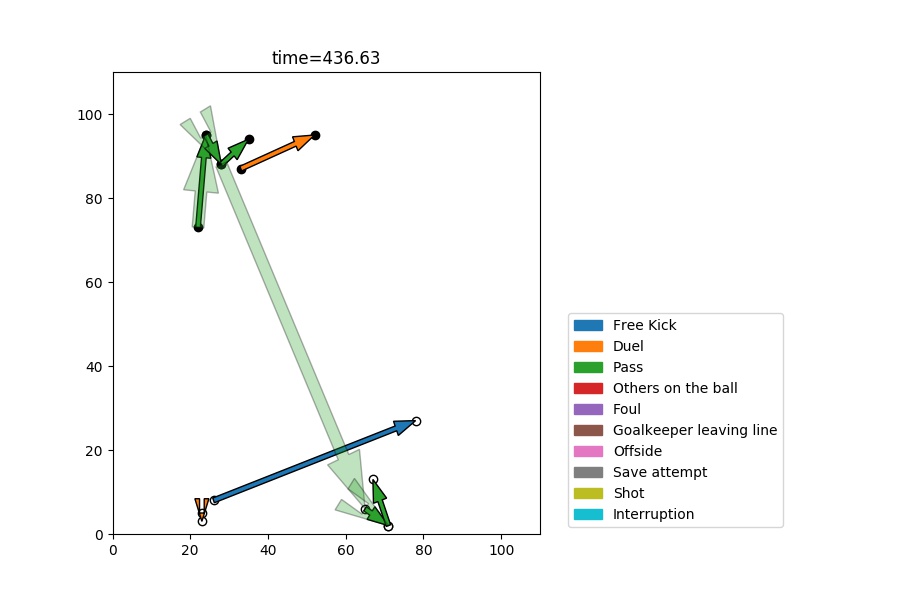 time=436.63
100
80
60
40
20
0
0 20 40 60 80 100
Free Kick
Duel
Pass
Others on the ball
Foul
Goalkeeper leaving line
Offside
Save attempt
Shot
Interruption